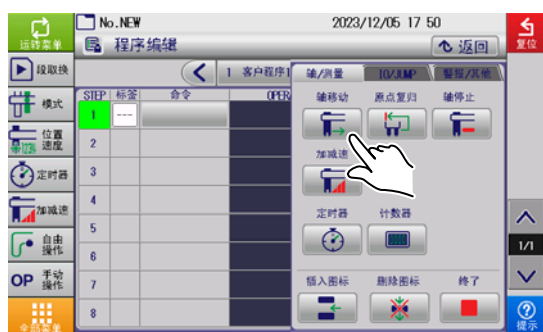 No.NEW
2023/12/05 17 50
运转菜单
程序编辑
返回
复位
段取换
1 客户程序1
轴/测量
IO/JUMP
警报/其他
STEP
标签
命令
OPER
模式
1
---
轴移动
原点复归
轴停止
位置
速度
2
加减速
定时器
3
加减速
4
定时器
计数器
自由
操作
5
1/1
6
OP
手动
操作
7
插入图标
删除图标
终了
全部菜单
8
提示